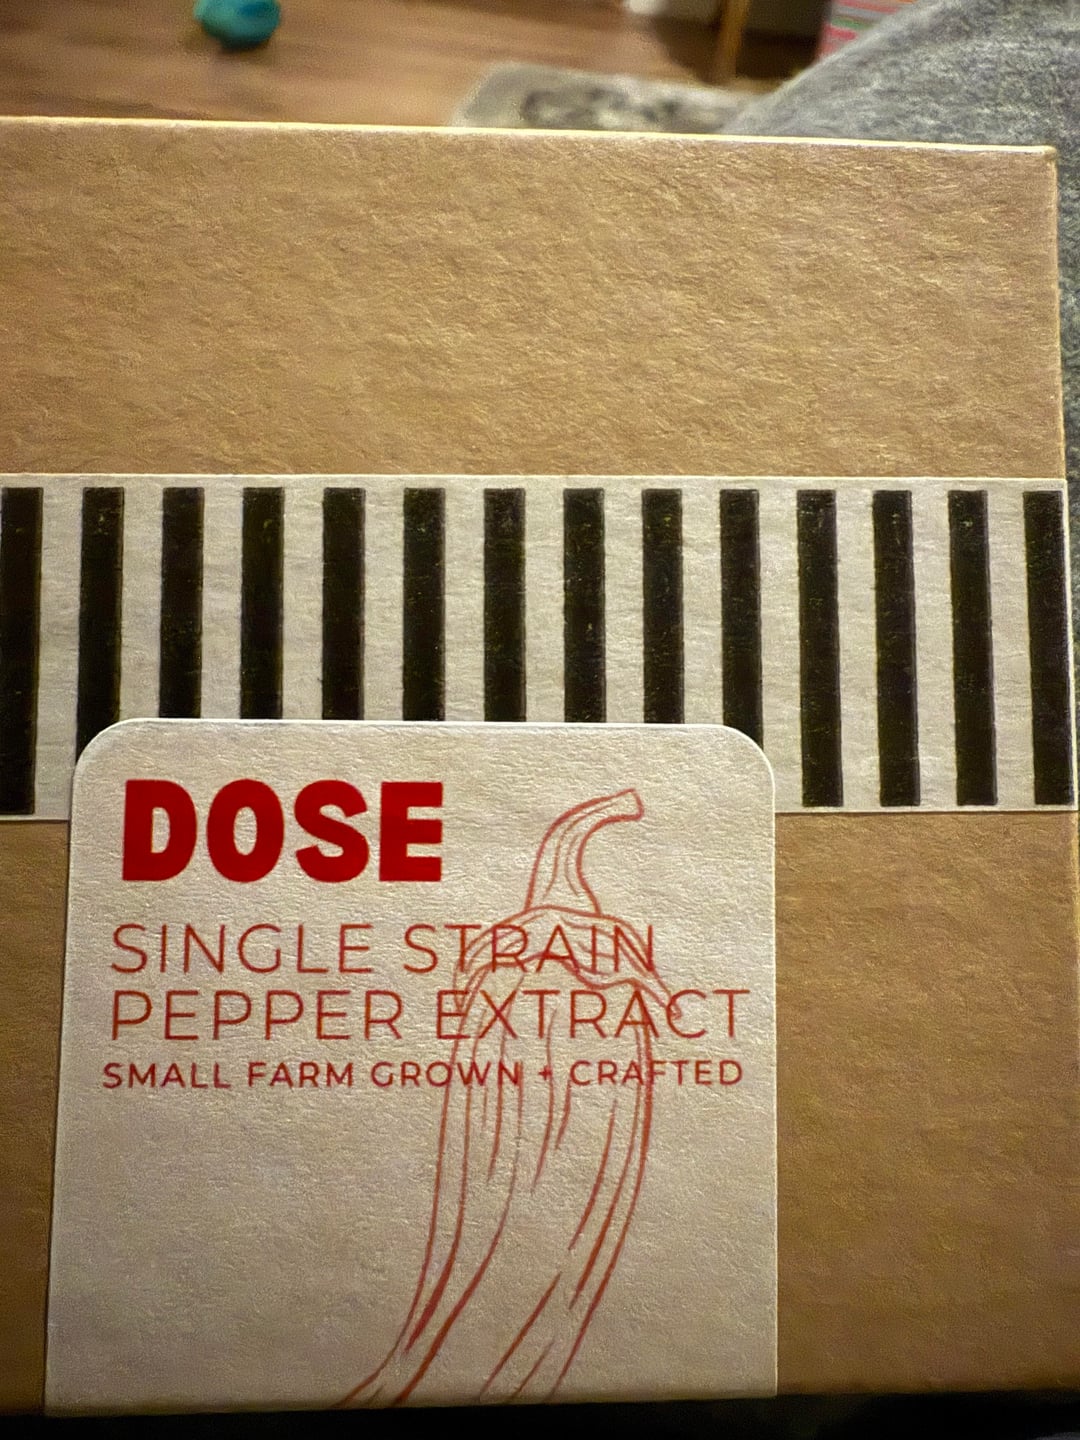 DOSE
SINGLE STRAIN
PEPPER EXTRACT
SMALL FARM GROWN + CRAFTED